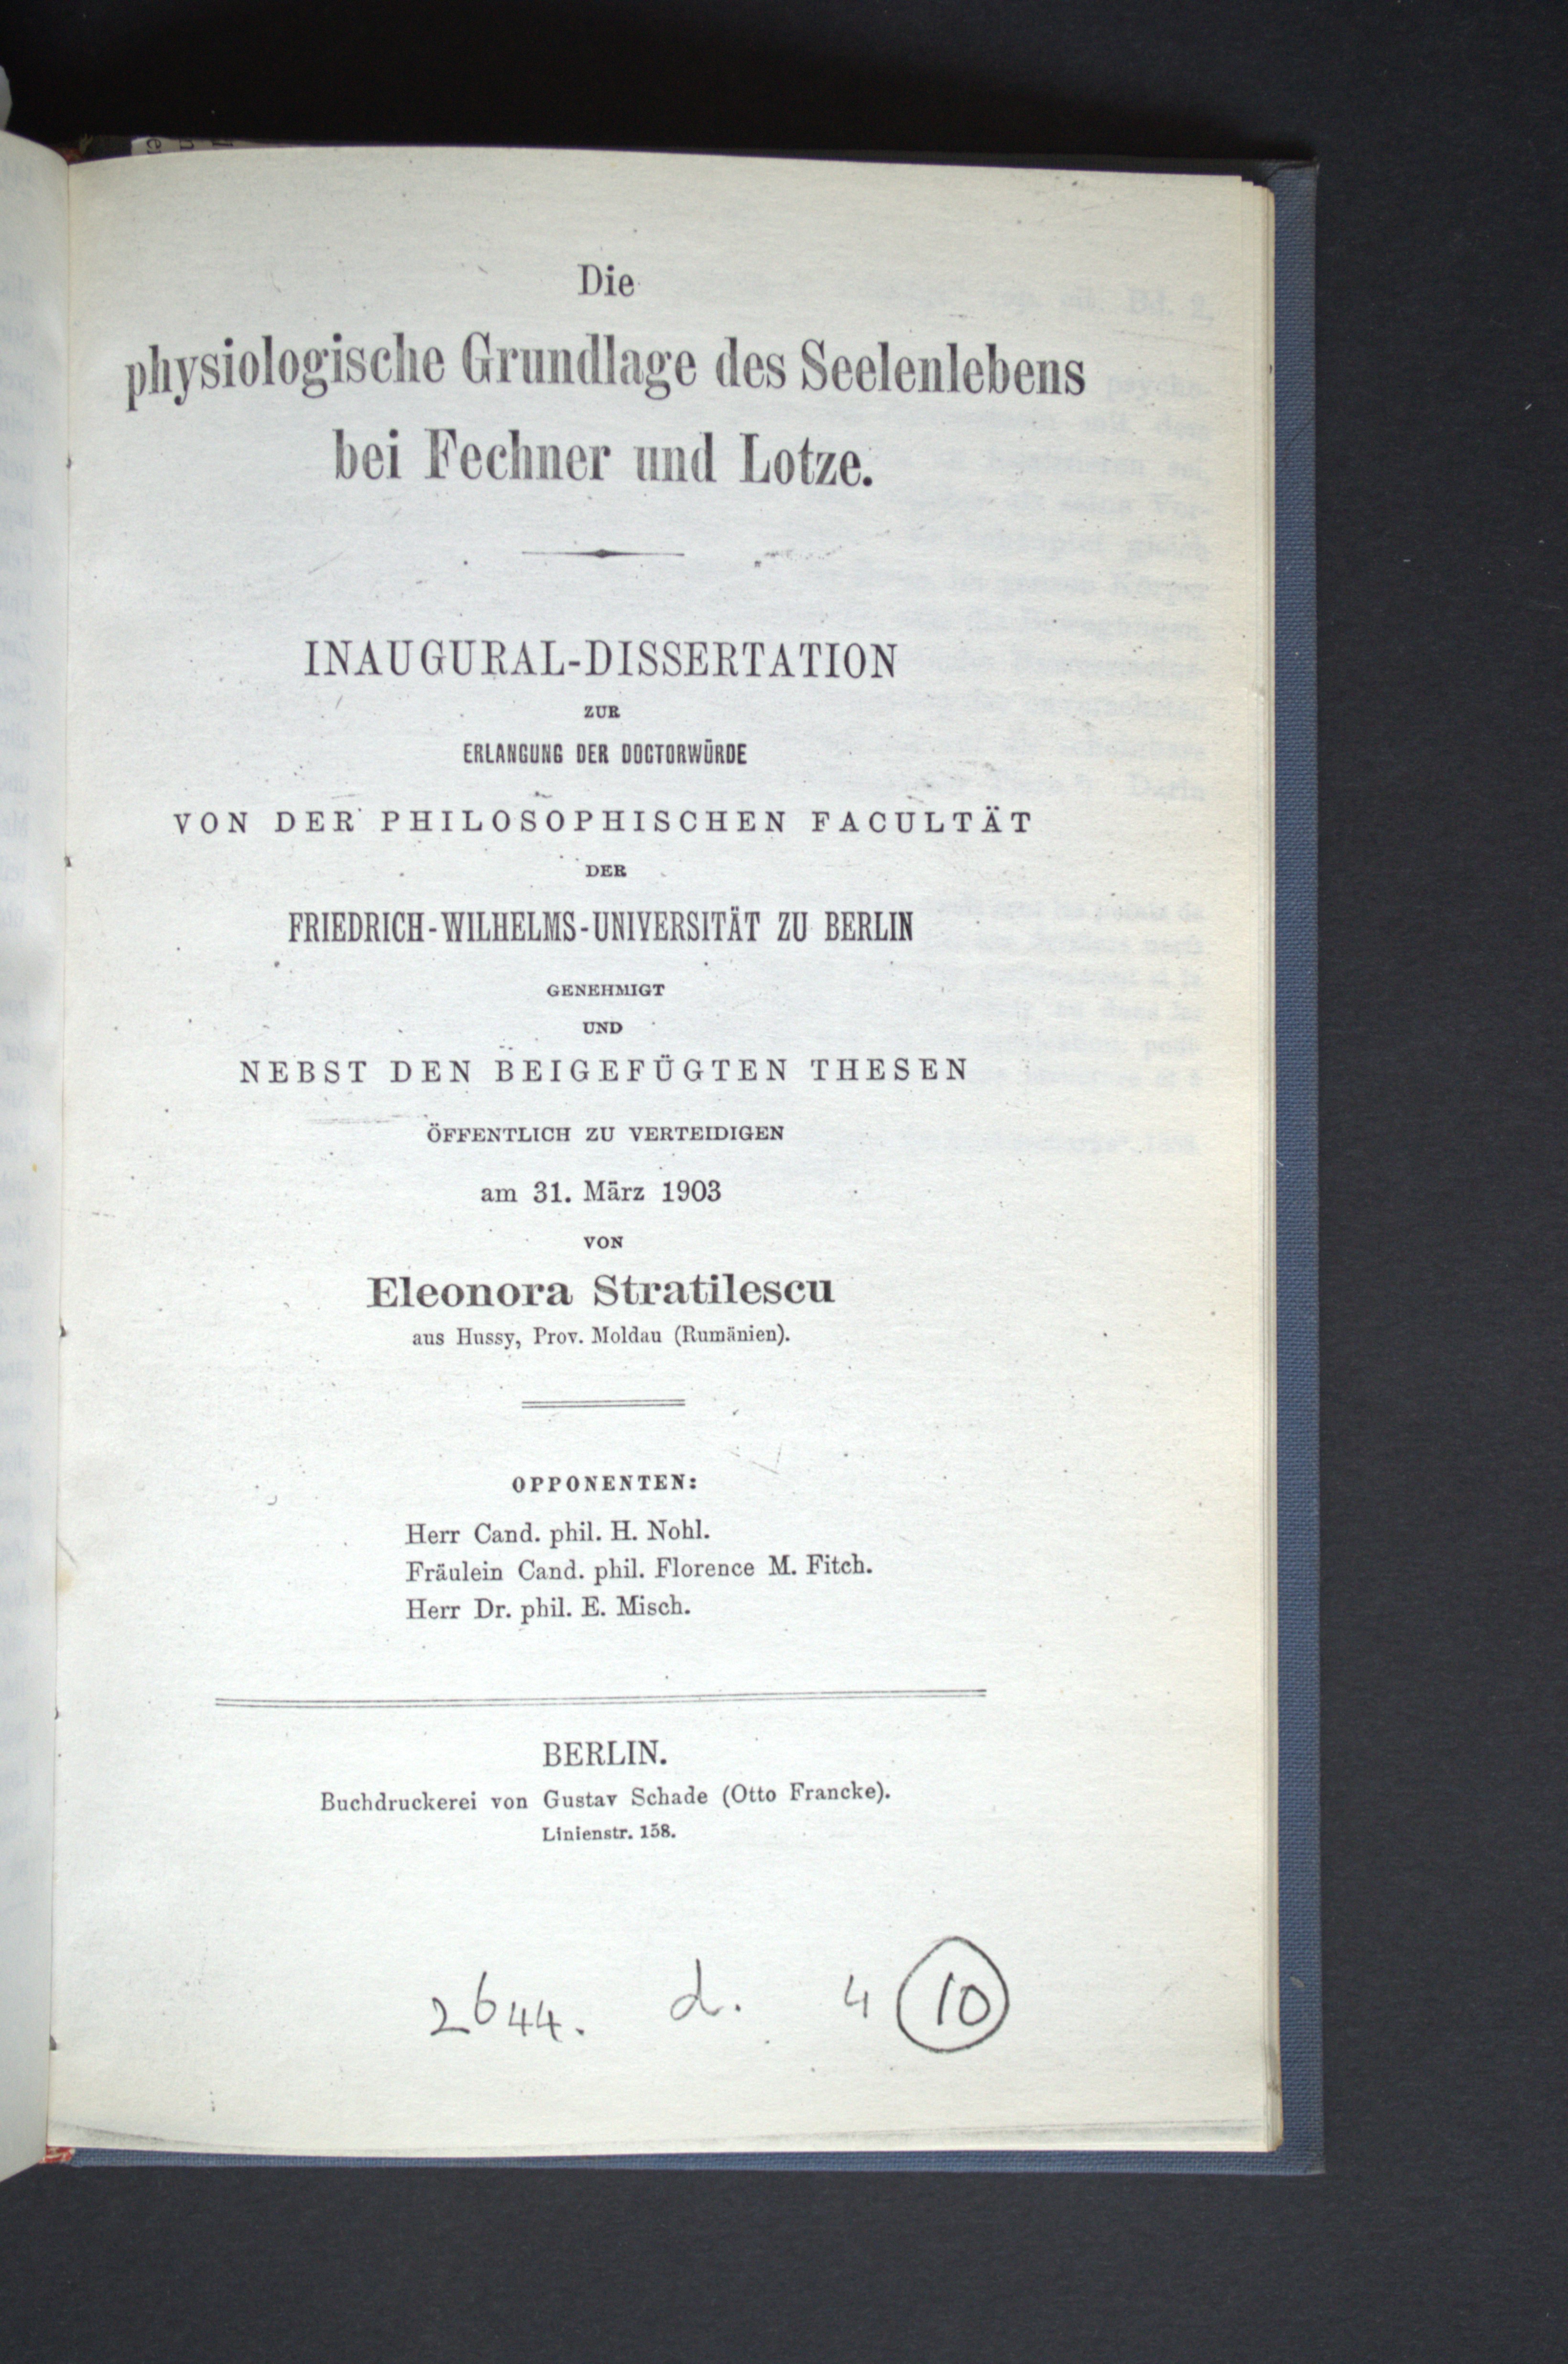 Die
physiologische Grundlage des Seelenlebens
bei Fechner und Lotze.
INAUGURAL-DISSERTATION
ZUR
ERLANGUNG DER DOCTORWÜRDE
VON DER PHILOSOPHISCHEN FACULTÄT
DER
FRIEDRICH-WILHELMS-UNIVERSITÄT ZU BERLIN
GENEHMIGT
UND
NEBST DEN BEIGEFÜGTEN THESEN
ÖFFENTLICH ZU VERTEIDIGEN
am 31. März 1903
VON
Eleonora Stratilescu
aus Hussy, Prov. Moldau (Rumänien).
OPPONENTEN:
Herr Cand. phil. H. Nohl.
Fräulein Cand. phil. Florence M. Fitch.
Herr Dr. phil. E. Misch.
BERLIN.
Buchdruckerei von Gustav Schade (Otto Francke).
Linienstr. 158.
2644. d. 4 10